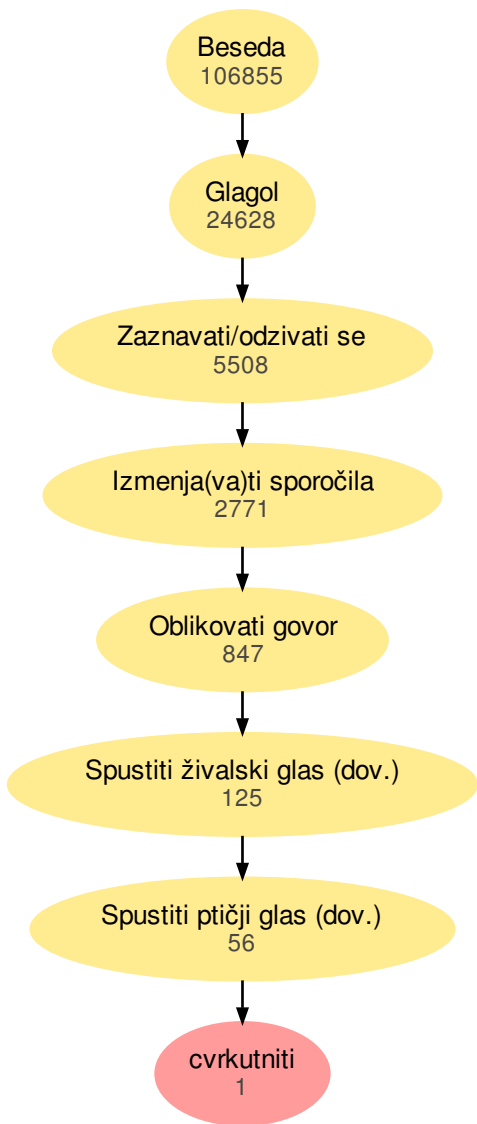 Beseda
106855
Glagol
24628
Zaznavati/odzivati se
5508
Izmenja(va)ti sporočila
2771
Oblikovati govor
847
Spustiti živalski glas (dov.)
125
Spustiti ptičji glas (dov.)
56
cvrkutniti
1